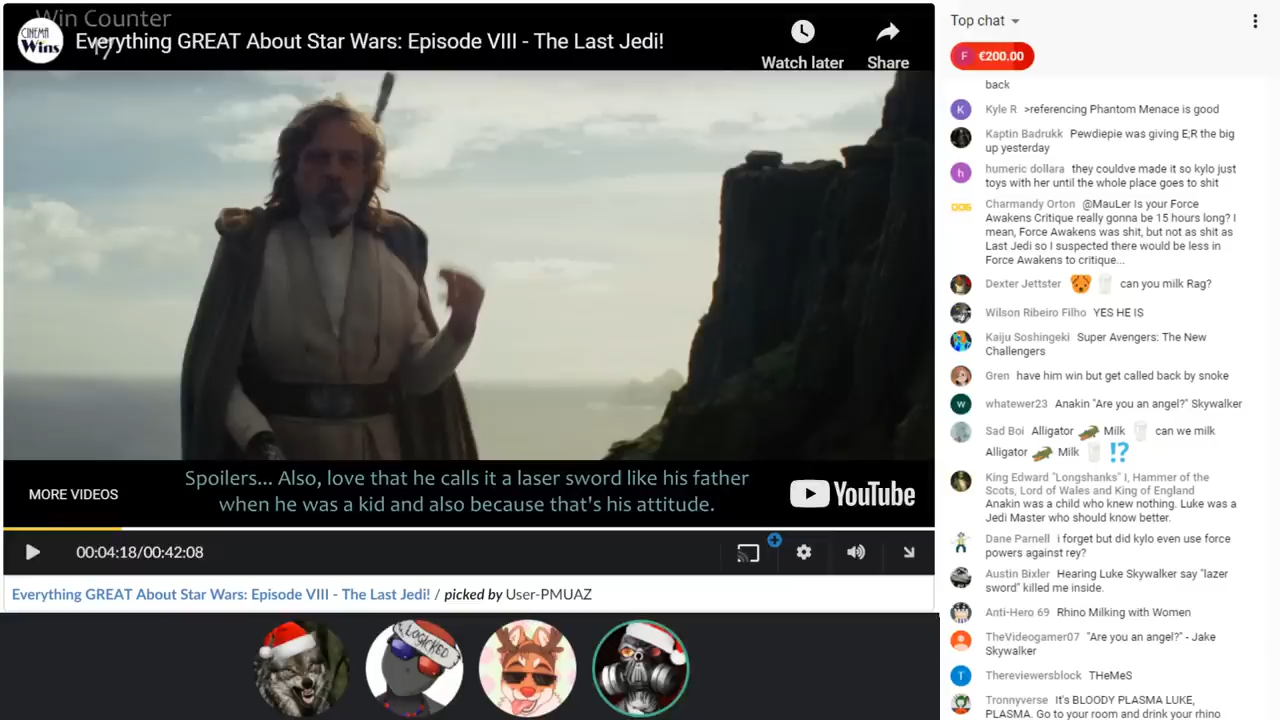 Win Counter
17
CINEMA
Wins
Everything GREAT About Star Wars: Episode VIII - The Last Jedi!
Watch later
Share
Spoilers... Also, love that he calls it a laser sword like his father
when he was a kid and also because that's his attitude.
MORE VIDEOS
YouTube
00:04:18/00:42:08
Everything GREAT About Star Wars: Episode VIII - The Last Jedi! / picked by User-PMUAZ
LOGICKED
Top chat
F €200.00
back
K Kyle R >referencing Phantom Menace is good
Kaptin Badrukk Pewdiepie was giving E;R the big
up yesterday
h humeric dollara they couldve made it so kylo just
toys with her until the whole place goes to shit
Charmandy Orton @MauLer Is your Force
Awakens Critique really gonna be 15 hours long? I
mean, Force Awakens was shit, but not as shit as
Last Jedi so I suspected there would be less in
Force Awakens to critique...
Dexter Jettster 🐻 🥛 can you milk Rag?
Wilson Ribeiro Filho YES HE IS
Kaiju Soshingeki Super Avengers: The New
Challengers
Gren have him win but get called back by snoke
w whatewer23 Anakin "Are you an angel?" Skywalker
Sad Boi Alligator 🐊 Milk 🥛 can we milk
Alligator 🐊 Milk 🥛 ⁉
King Edward "Longshanks" I, Hammer of the
Scots, Lord of Wales and King of England
Anakin was a child who knew nothing. Luke was a
Jedi Master who should know better.
Dane Parnell i forget but did kylo even use force
powers against rey?
Austin Bixler Hearing Luke Skywalker say "lazer
sword" killed me inside.
Anti-Hero 69 Rhino Milking with Women
TheVideogamer07 "Are you an angel?" - Jake
Skywalker
T Thereviewersblock THeMeS
Tronnyverse It's BLOODY PLASMA LUKE,
PLASMA. Go to your room and drink your rhino